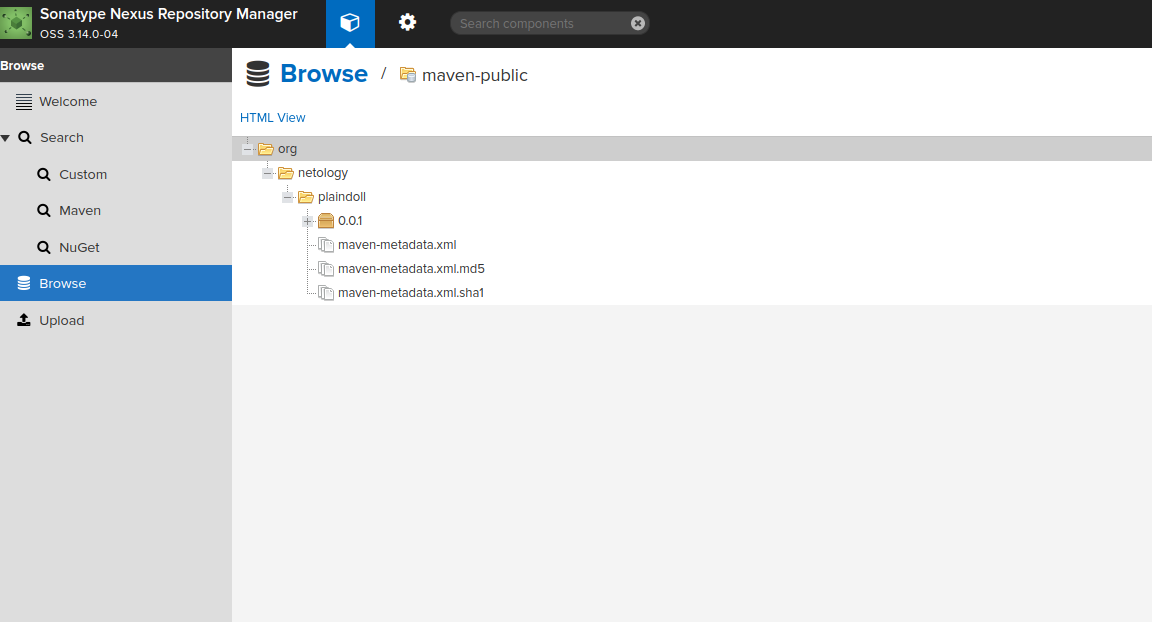 Sonatype Nexus Repository Manager
OSS 3.14.0-04
Search components
Browse
Welcome
Search
Custom
Maven
NuGet
Browse
Upload
Browse / maven-public
HTML View
org
netology
plaindoll
0.0.1
maven-metadata.xml
maven-metadata.xml.md5
maven-metadata.xml.sha1